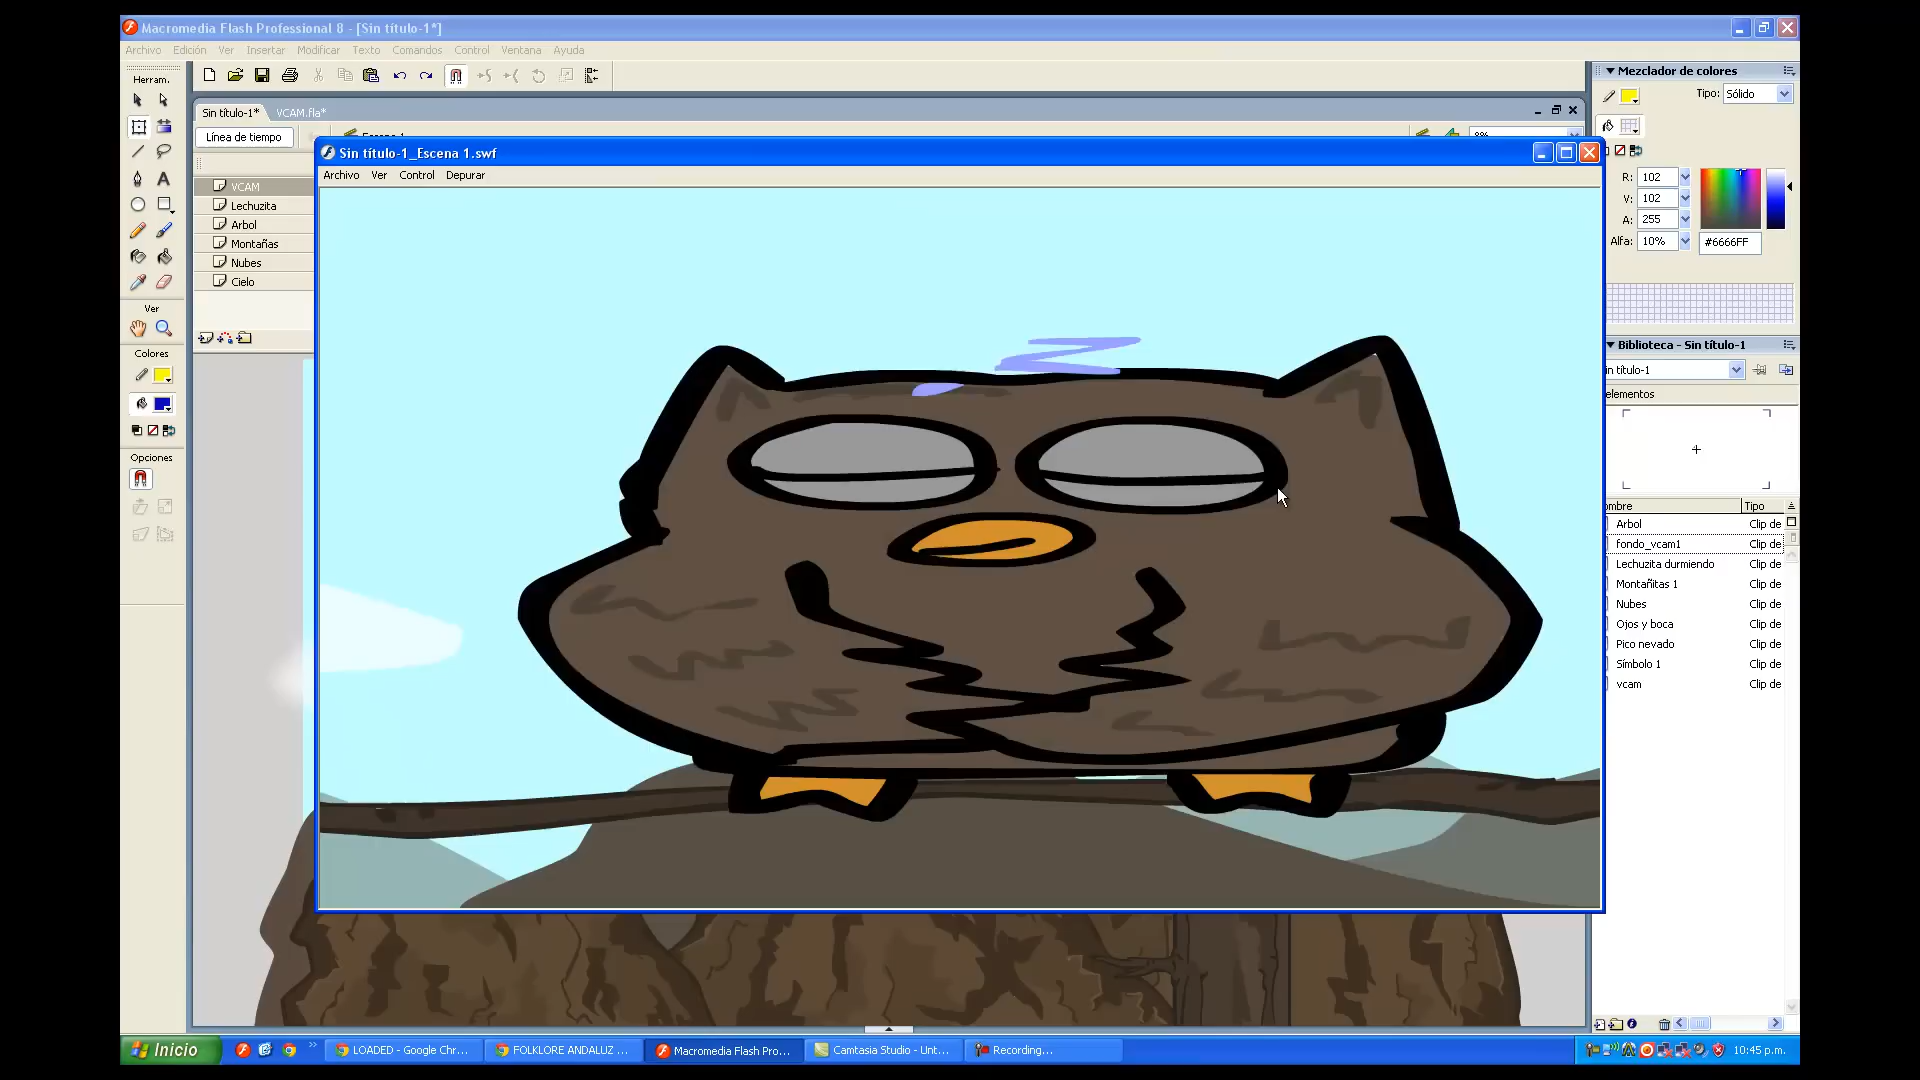 Macromedia Flash Professional 8 - [Sin título-1*]
Archivo Edición Ver Insertar Modificar Texto Comandos Control Ventana Ayuda
Herram.
Sin título-1* VCAM.fla*
Línea de tiempo
Sin título-1_Escena 1.swf
Archivo Ver Control Depurar
VCAM
Lechuzita
Arbol
Montañas
Nubes
Cielo
Ver
Colores
Opciones
Mezclador de colores
Tipo: Sólido
R: 102
V: 102
A: 255
Alfa: 10% #6666FF
Biblioteca - Sin título-1
in título-1
elementos
ombre Tipo
Arbol Clip de
fondo_vcam1 Clip de
Lechuzita durmiendo Clip de
Montañitas 1 Clip de
Nubes Clip de
Ojos y boca Clip de
Pico nevado Clip de
Símbolo 1 Clip de
vcam Clip de
Inicio
LOADED - Google Chr...
FOLKLORE ANDALUZ ...
Macromedia Flash Pro...
Camtasia Studio - Unt...
Recording...
10:45 p.m.